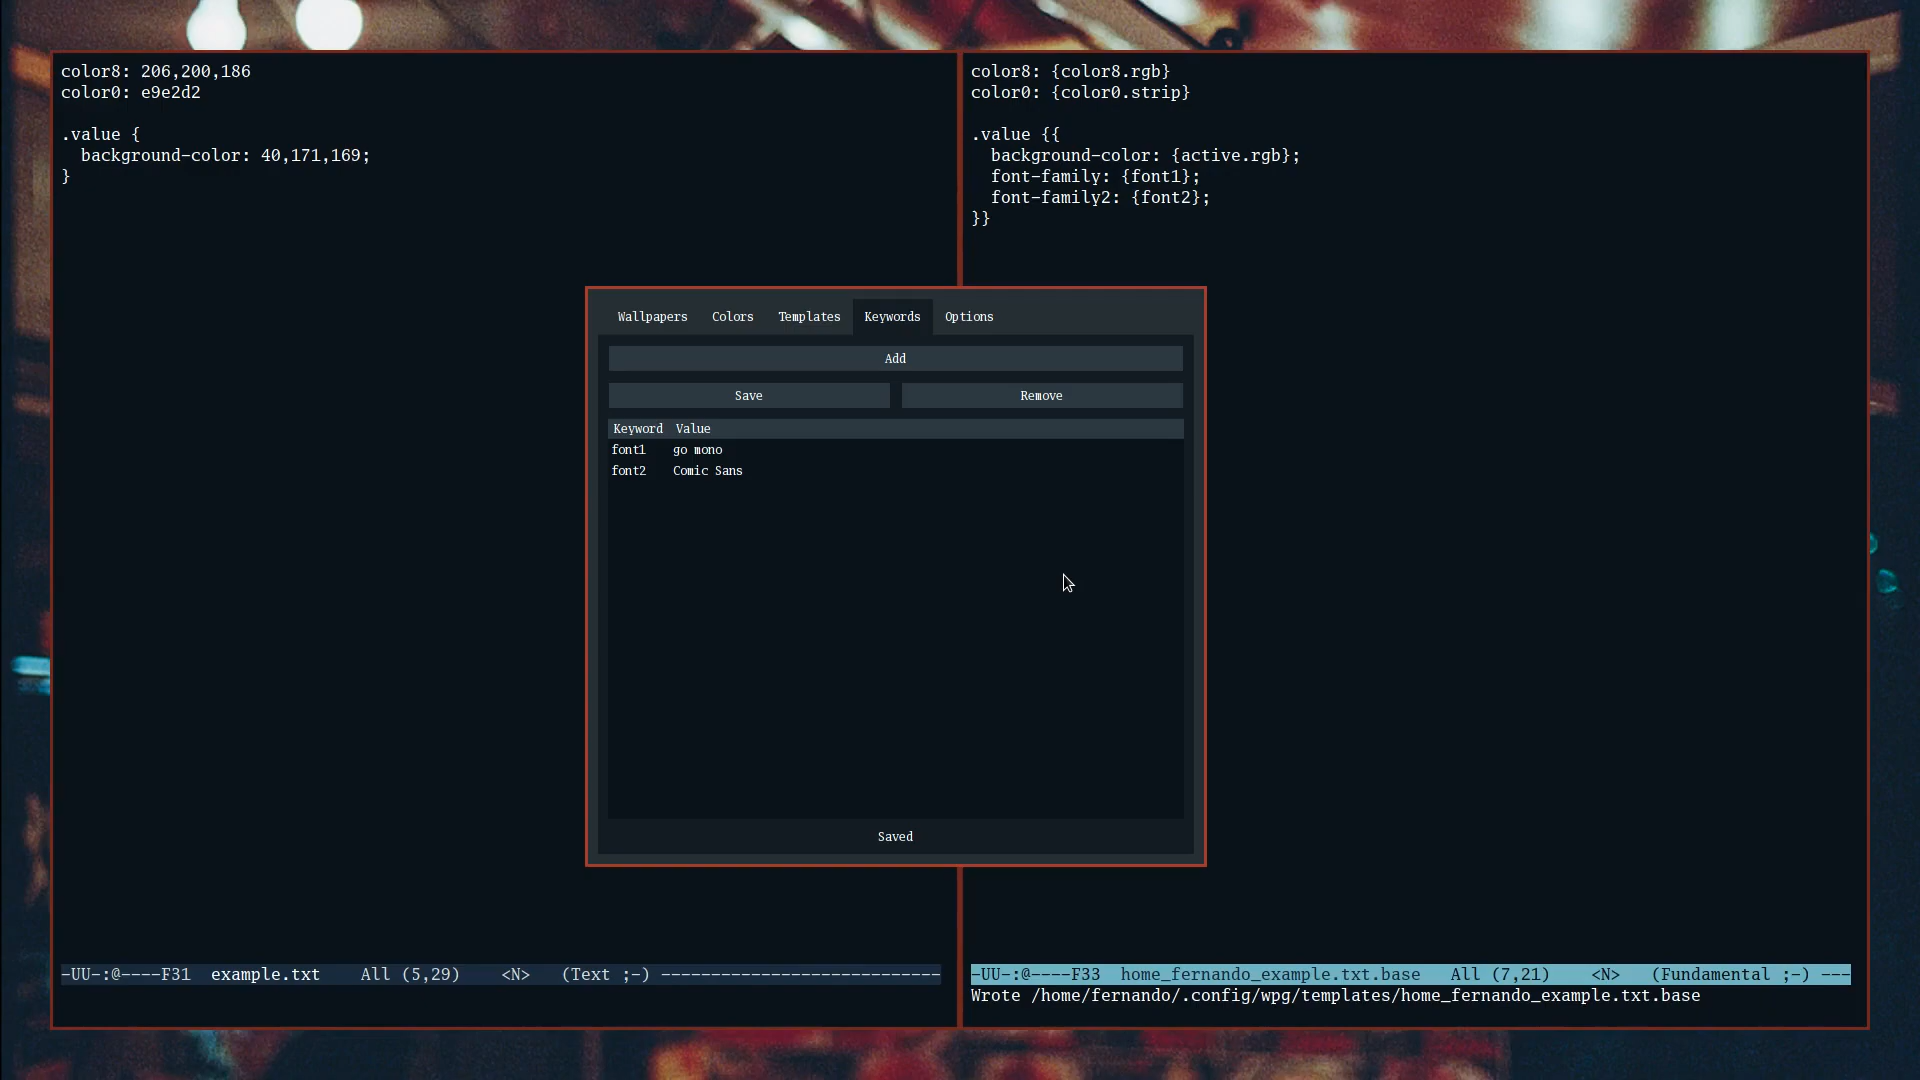 color8: 206,200,186
color0: e9e2d2
.value {
background-color: 40,171,169;
}
-UU-:@----F31 example.txt All (5,29) <N> (Text ;-) ----------------------------
color8: {color8.rgb}
color0: {color0.strip}
.value {{
background-color: {active.rgb};
font-family: {font1};
font-family2: {font2};
}}
-UU-:@----F33 home_fernando_example.txt.base All (7,21) <N> (Fundamental ;-) ---
Wrote /home/fernando/.config/wpg/templates/home_fernando_example.txt.base
Wallpapers Colors Templates Keywords Options
Add
Save Remove
Keyword Value
font1 go mono
font2 Comic Sans
Saved